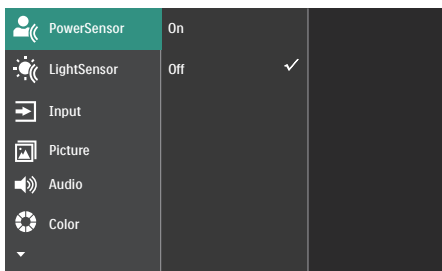 PowerSensor
LightSensor
Input
Picture
Audio
Color
On
Off